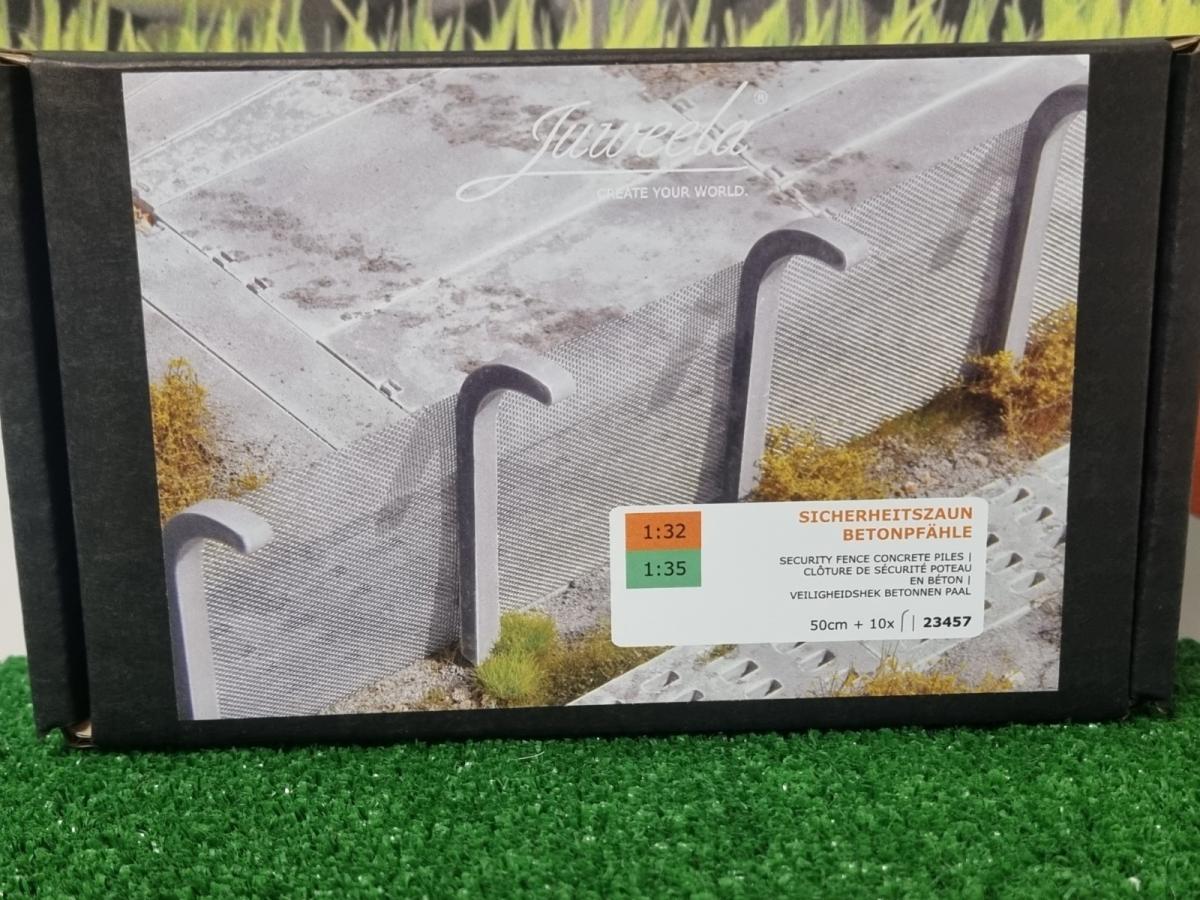 Juweela®
CREATE YOUR WORLD.
1:32
1:35
SICHERHEITSZAUN
BETONPFÄHLE
SECURITY FENCE CONCRETE PILES |
CLÔTURE DE SÉCURITÉ POTEAU
EN BÉTON |
VEILIGHEIDSHEK BETONNEN PAAL
50cm + 10x | 23457